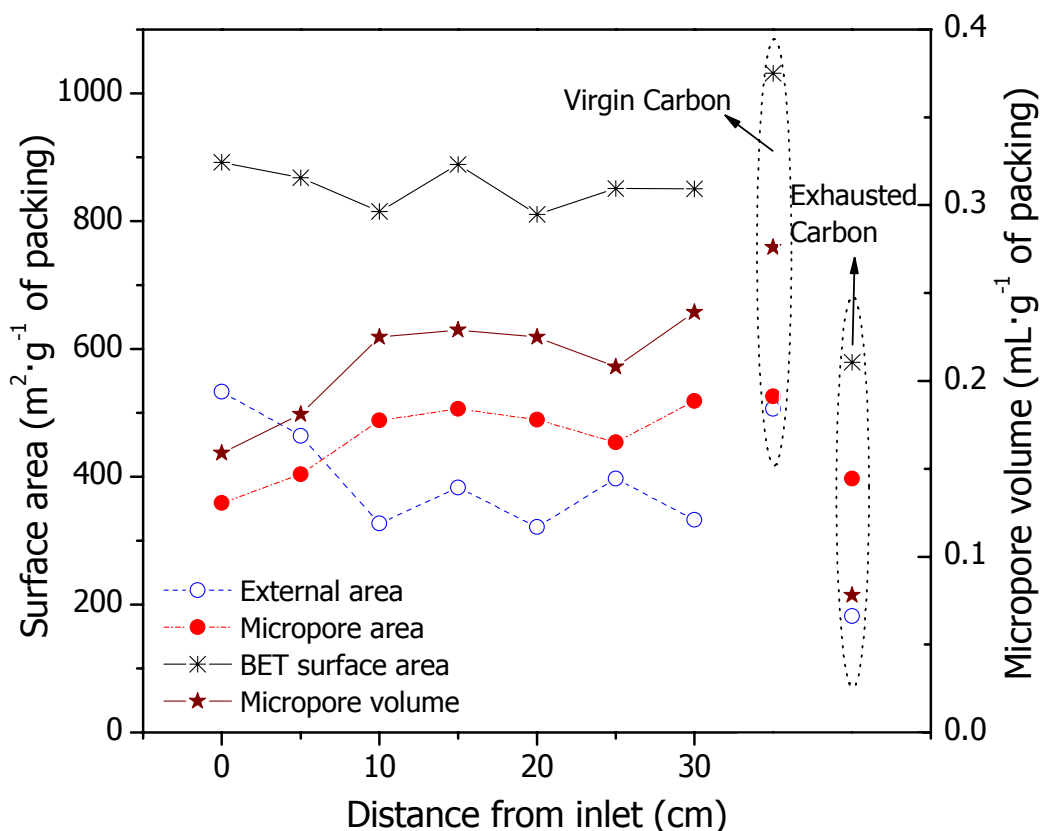 Surface area (m²·g⁻¹ of packing)
1000
800
600
400
200
0
Virgin Carbon
Exhausted
Carbon
External area
Micropore area
BET surface area
Micropore volume
0.4
0.3
0.2
0.1
0.0
Micropore volume (mL·g⁻¹ of packing)
0 10 20 30
Distance from inlet (cm)